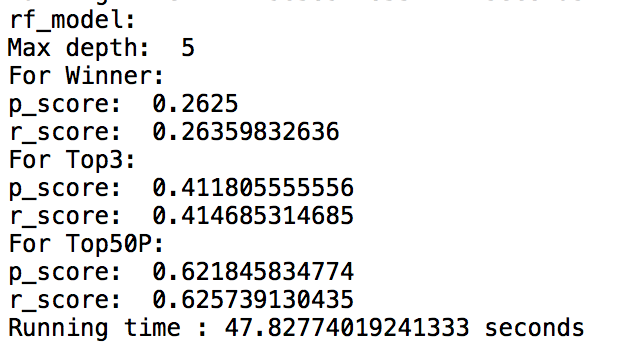 rf_model:
Max depth:  5
For Winner:
p_score:  0.2625
r_score:  0.26359832636
For Top3:
p_score:  0.411805555556
r_score:  0.414685314685
For Top50P:
p_score:  0.621845834774
r_score:  0.625739130435
Running time : 47.82774019241333 seconds